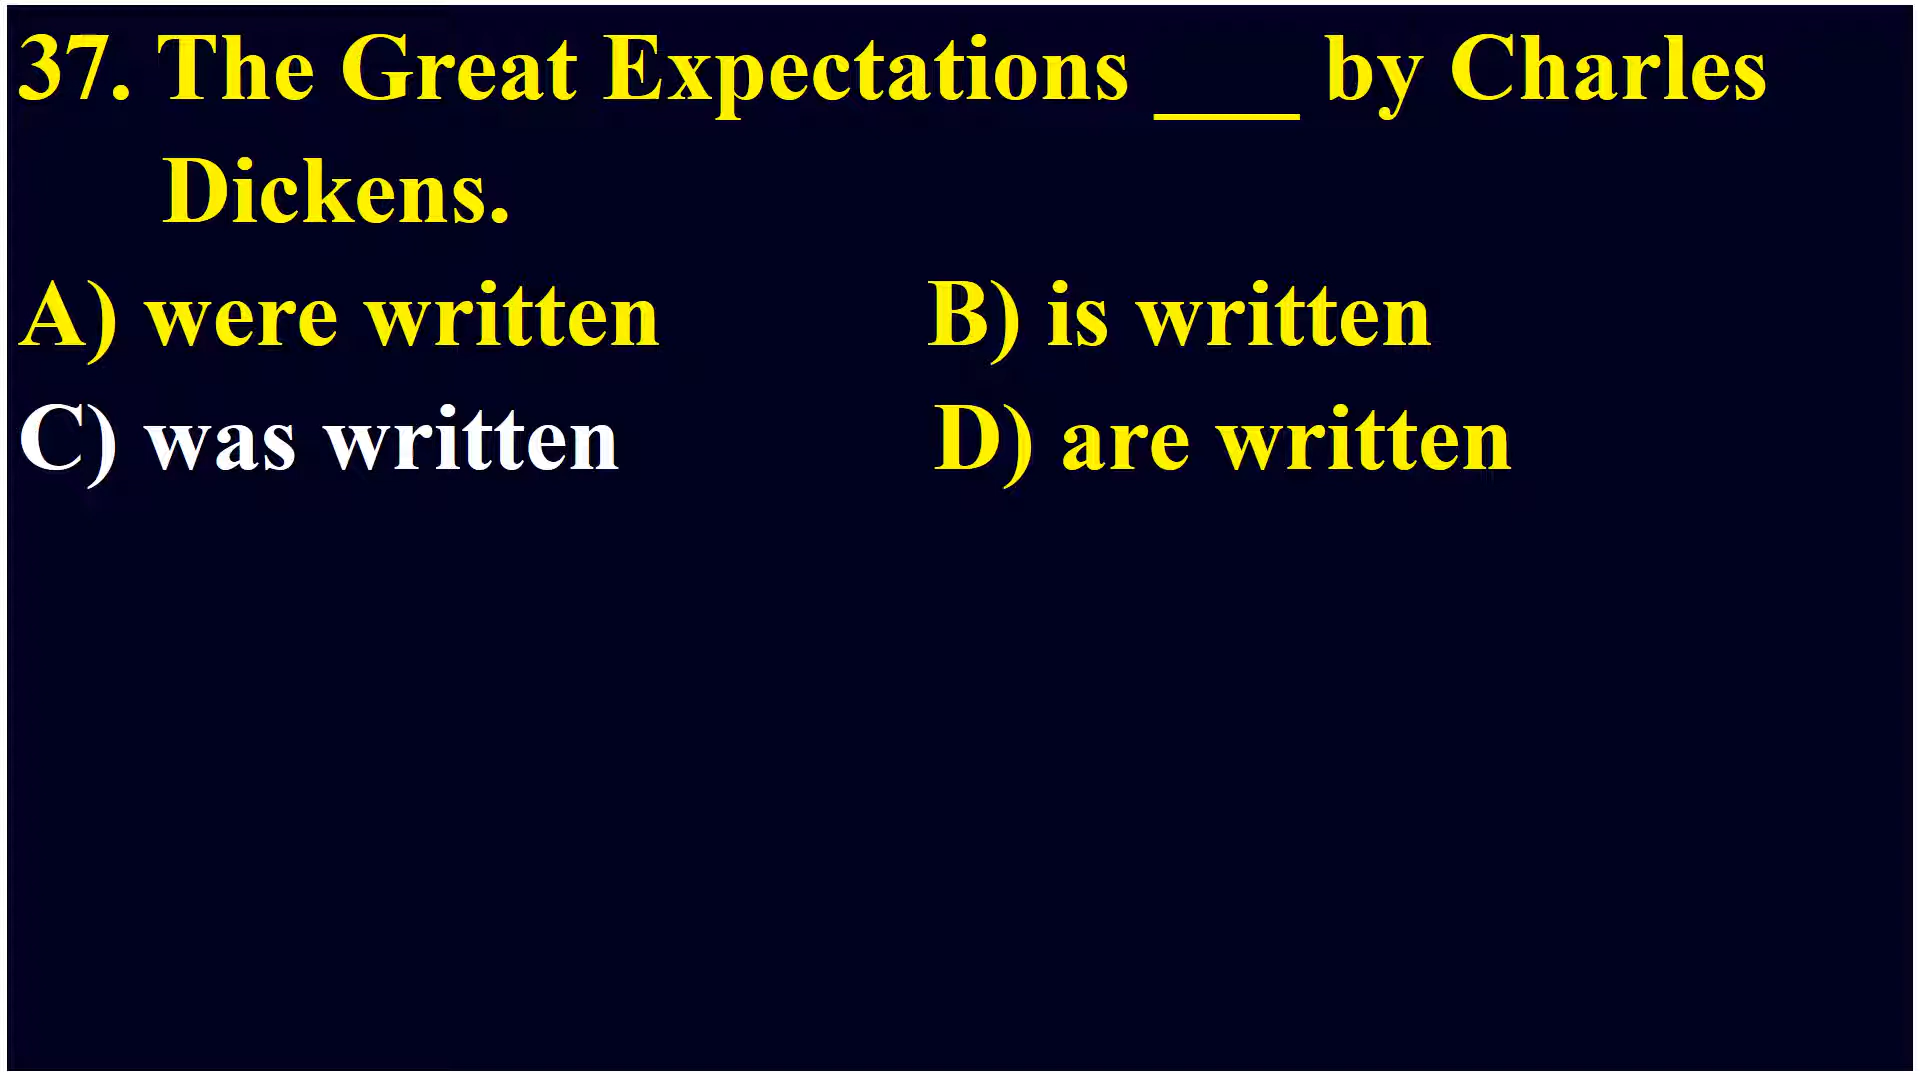 37. The Great Expectations ___ by Charles
Dickens.
A) were written B) is written
C) was written D) are written